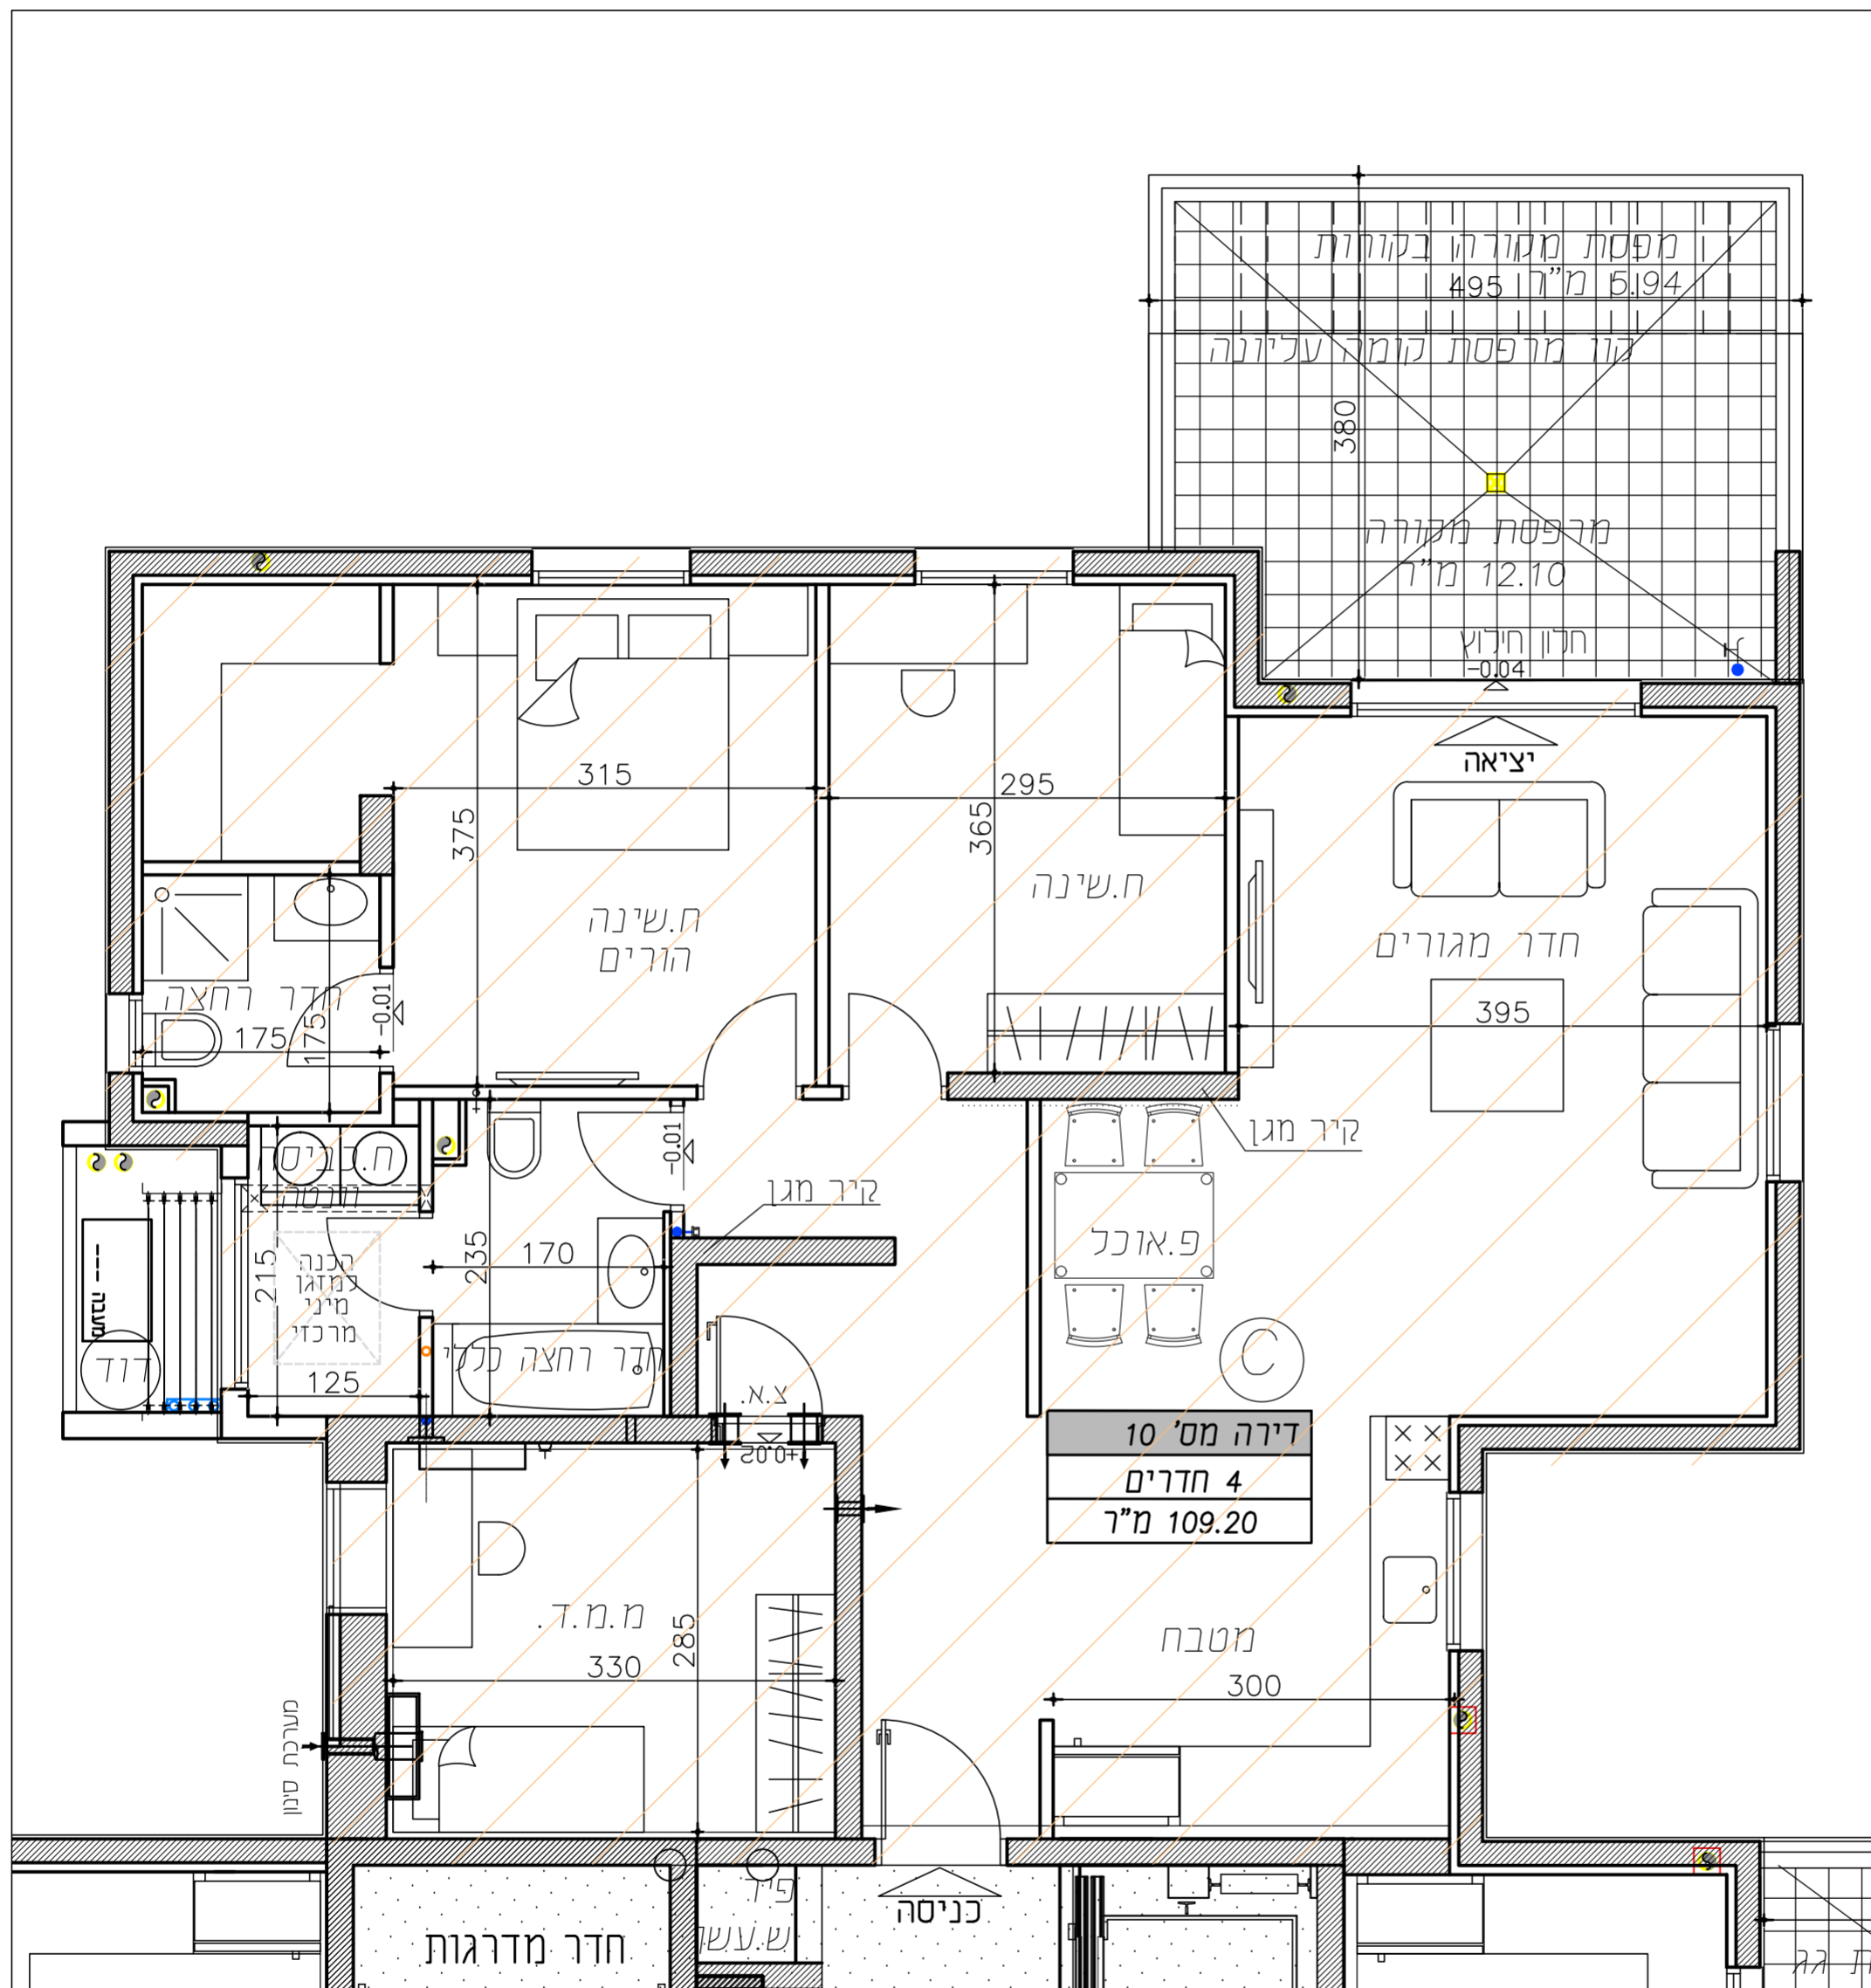 מפסת מקורה בקורות
5.94 מ"ר
495
קוו מרפסת קומה עליונה
380
מרפסת מקורה
12.10 מ"ר
חלון חילוץ
-0.04
יציאה
315
375
295
365
ח.שינה
ח.שינה
הורים
חדר מגורים
395
חדר רחצה
175
175
-0.01
קיר מגן
ח.כביסה
-0.01
קיר מגן
235
170
215
הכנה
למזגן
מיני
מרכזי
מעבה
דוד
125
חדר רחצה כללי
פ.אוכל
C
צ.א.
+0.05
דירה מס' 10
4 חדרים
109.20 מ"ר
מ.מ.ד.
285
330
מטבח
300
מערכת סינון
כניסה
פיר
ש.עשן
חדר מדרגות